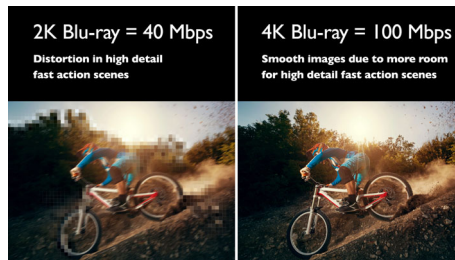 2K Blu-ray = 40 Mbps
Distortion in high detail
fast action scenes
4K Blu-ray = 100 Mbps
Smooth images due to more room
for high detail fast action scenes